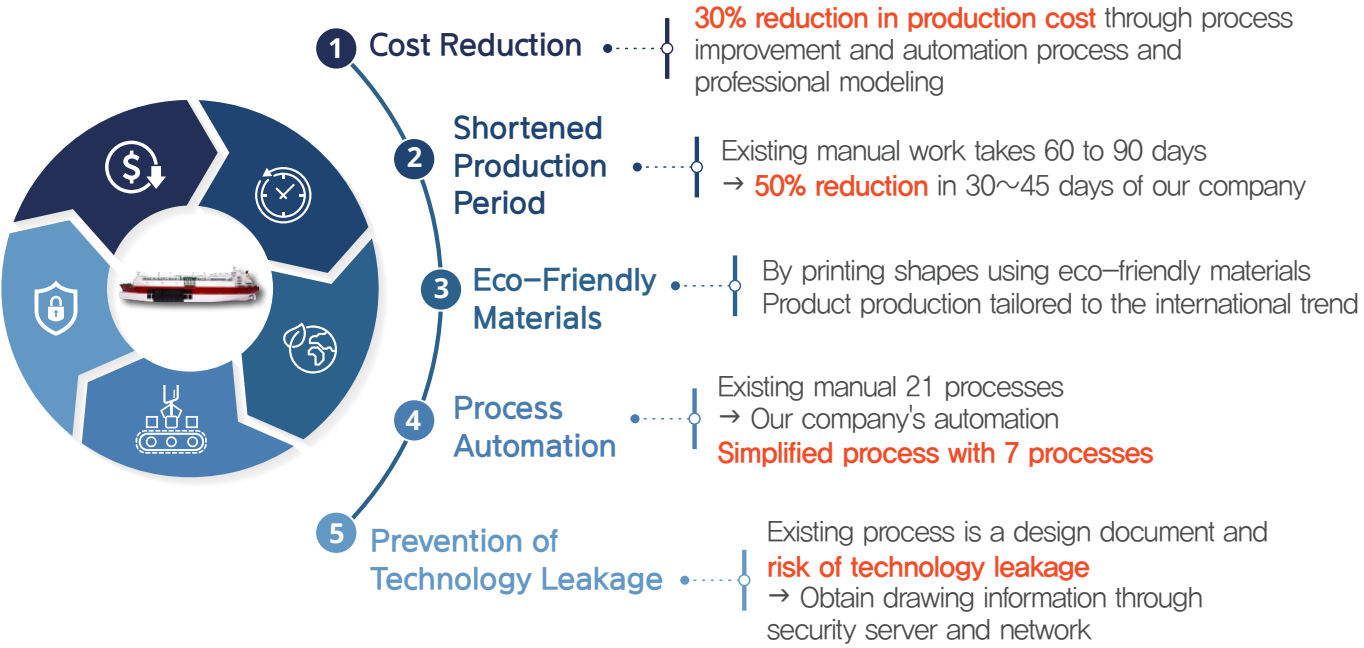 1 Cost Reduction
30% reduction in production cost through process
improvement and automation process and
professional modeling
2 Shortened
Production
Period
Existing manual work takes 60 to 90 days
→ 50% reduction in 30～45 days of our company
3 Eco–Friendly
Materials
By printing shapes using eco–friendly materials
Product production tailored to the international trend
4 Process
Automation
Existing manual 21 processes
→ Our company's automation
Simplified process with 7 processes
5 Prevention of
Technology Leakage
Existing process is a design document and
risk of technology leakage
→ Obtain drawing information through
security server and network
$